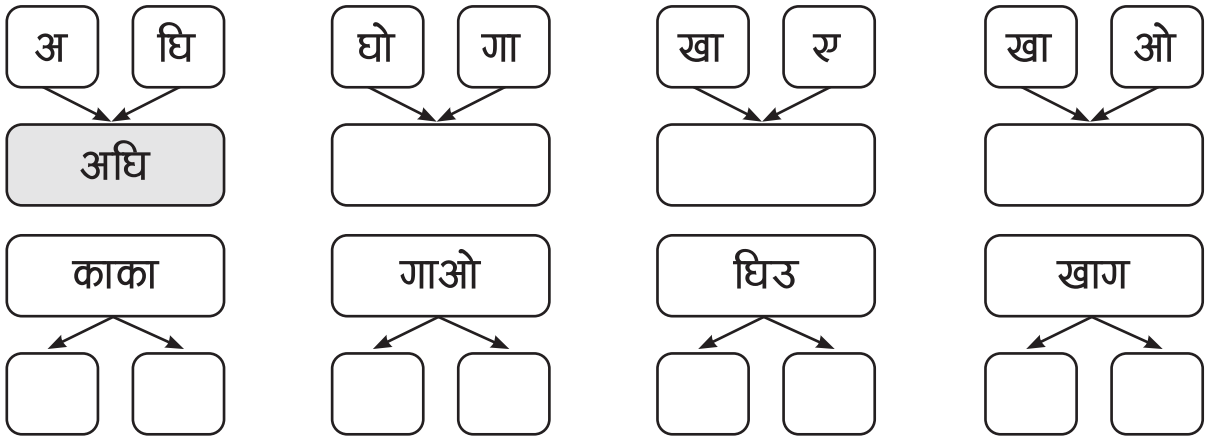 अ घि घो गा खा ए खा ओ
अघि
काका गाओ घिउ खाग